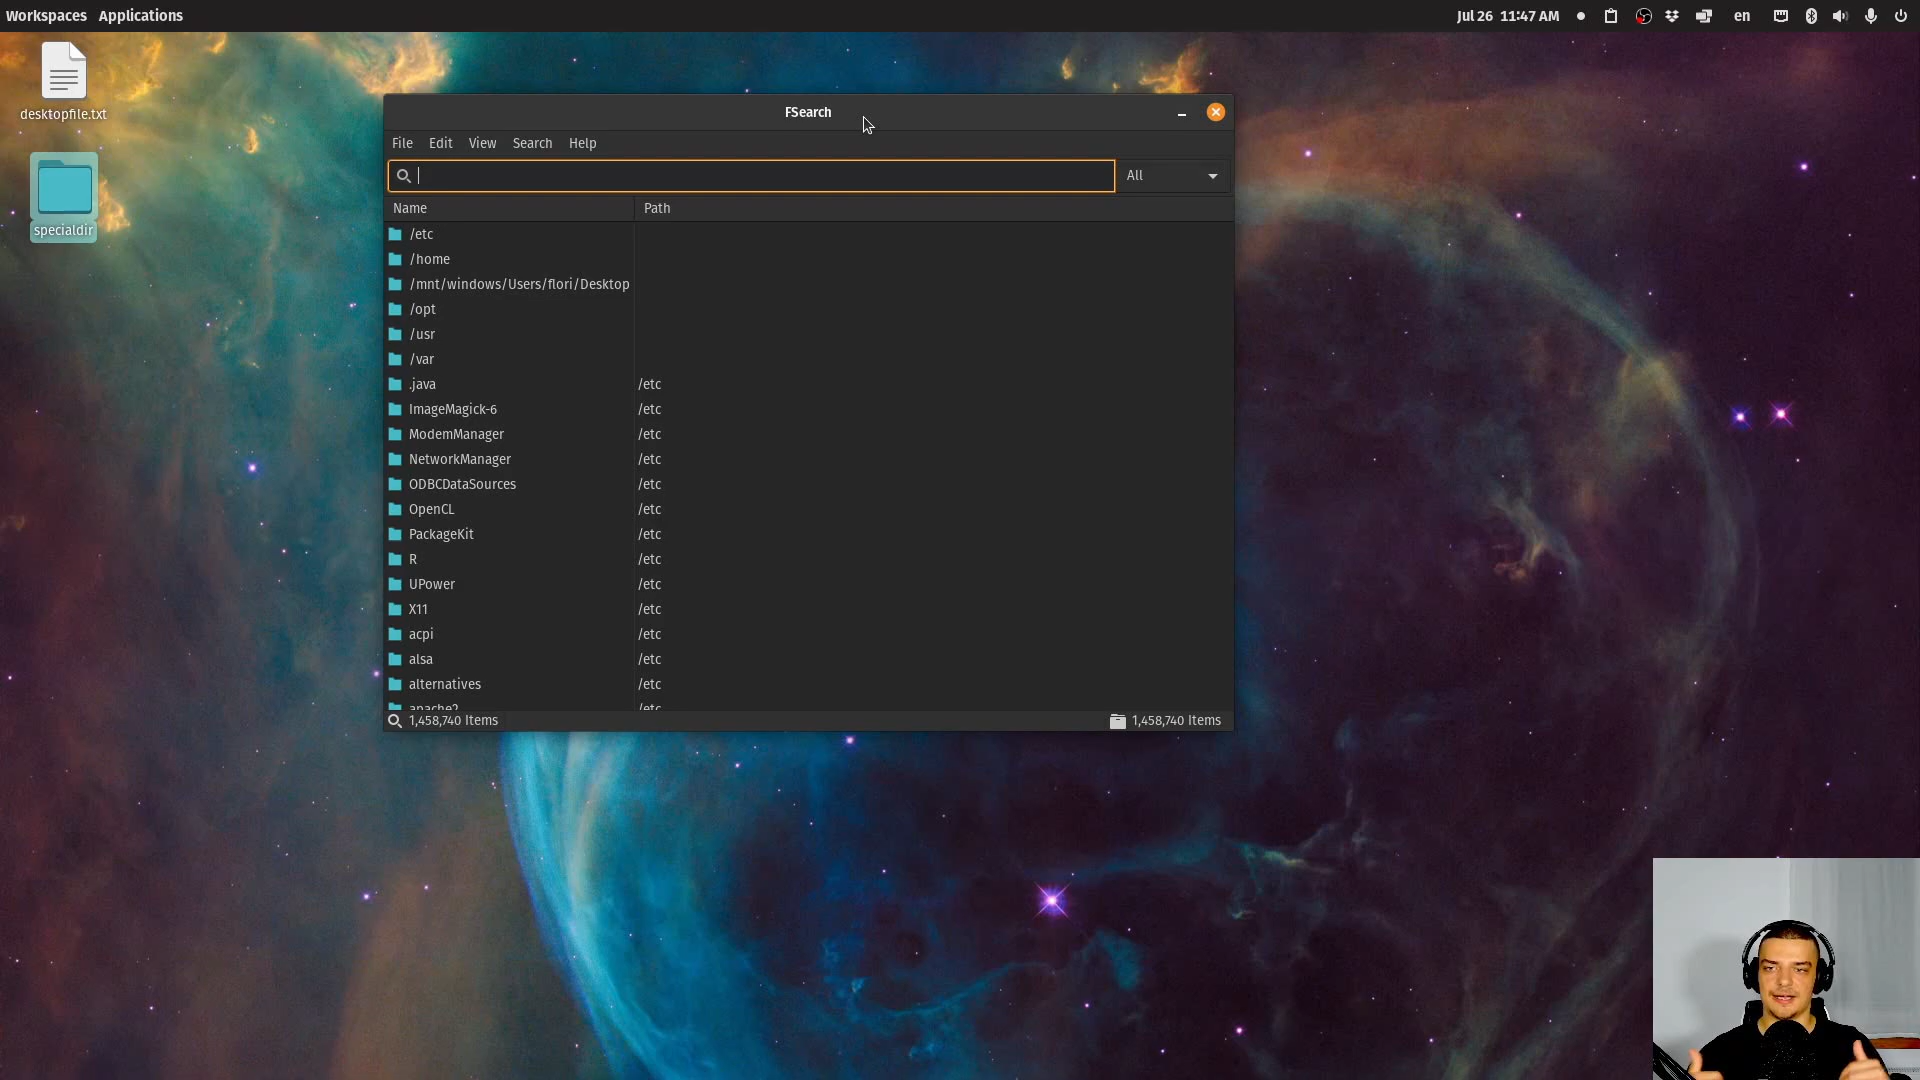 Workspaces Applications
Jul 26 11:47 AM
en
desktopfile.txt
specialdir
FSearch
File Edit View Search Help
All
Name Path
/etc
/home
/mnt/windows/Users/flori/Desktop
/opt
/usr
/var
.java /etc
ImageMagick-6 /etc
ModemManager /etc
NetworkManager /etc
ODBCDataSources /etc
OpenCL /etc
PackageKit /etc
R /etc
UPower /etc
X11 /etc
acpi /etc
alsa /etc
alternatives /etc
apache2 /etc
1,458,740 Items 1,458,740 Items